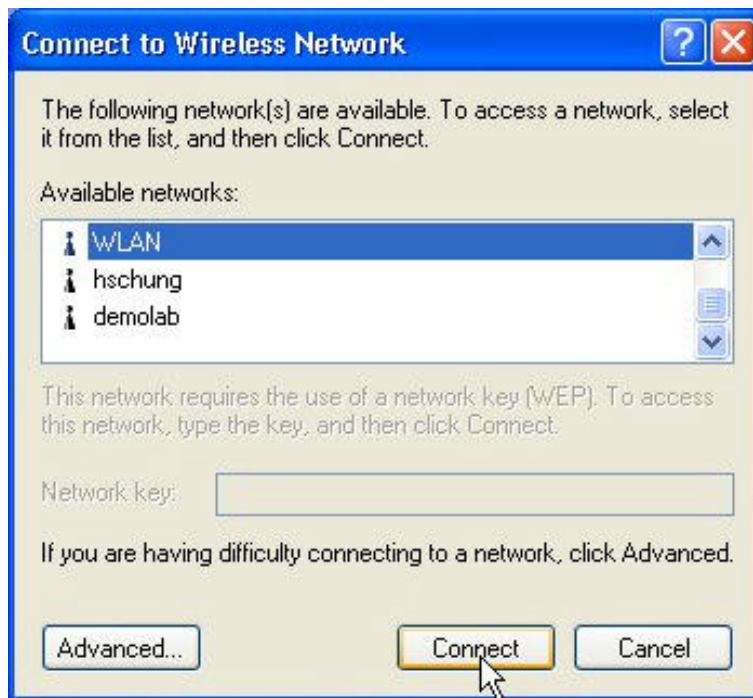 Connect to Wireless Network
The following network(s) are available. To access a network, select
it from the list, and then click Connect.
Available networks:
WLAN
hschung
demolab
This network requires the use of a network key (WEP). To access
this network, type the key, and then click Connect.
Network key:
If you are having difficulty connecting to a network, click Advanced.
Advanced... Connect Cancel